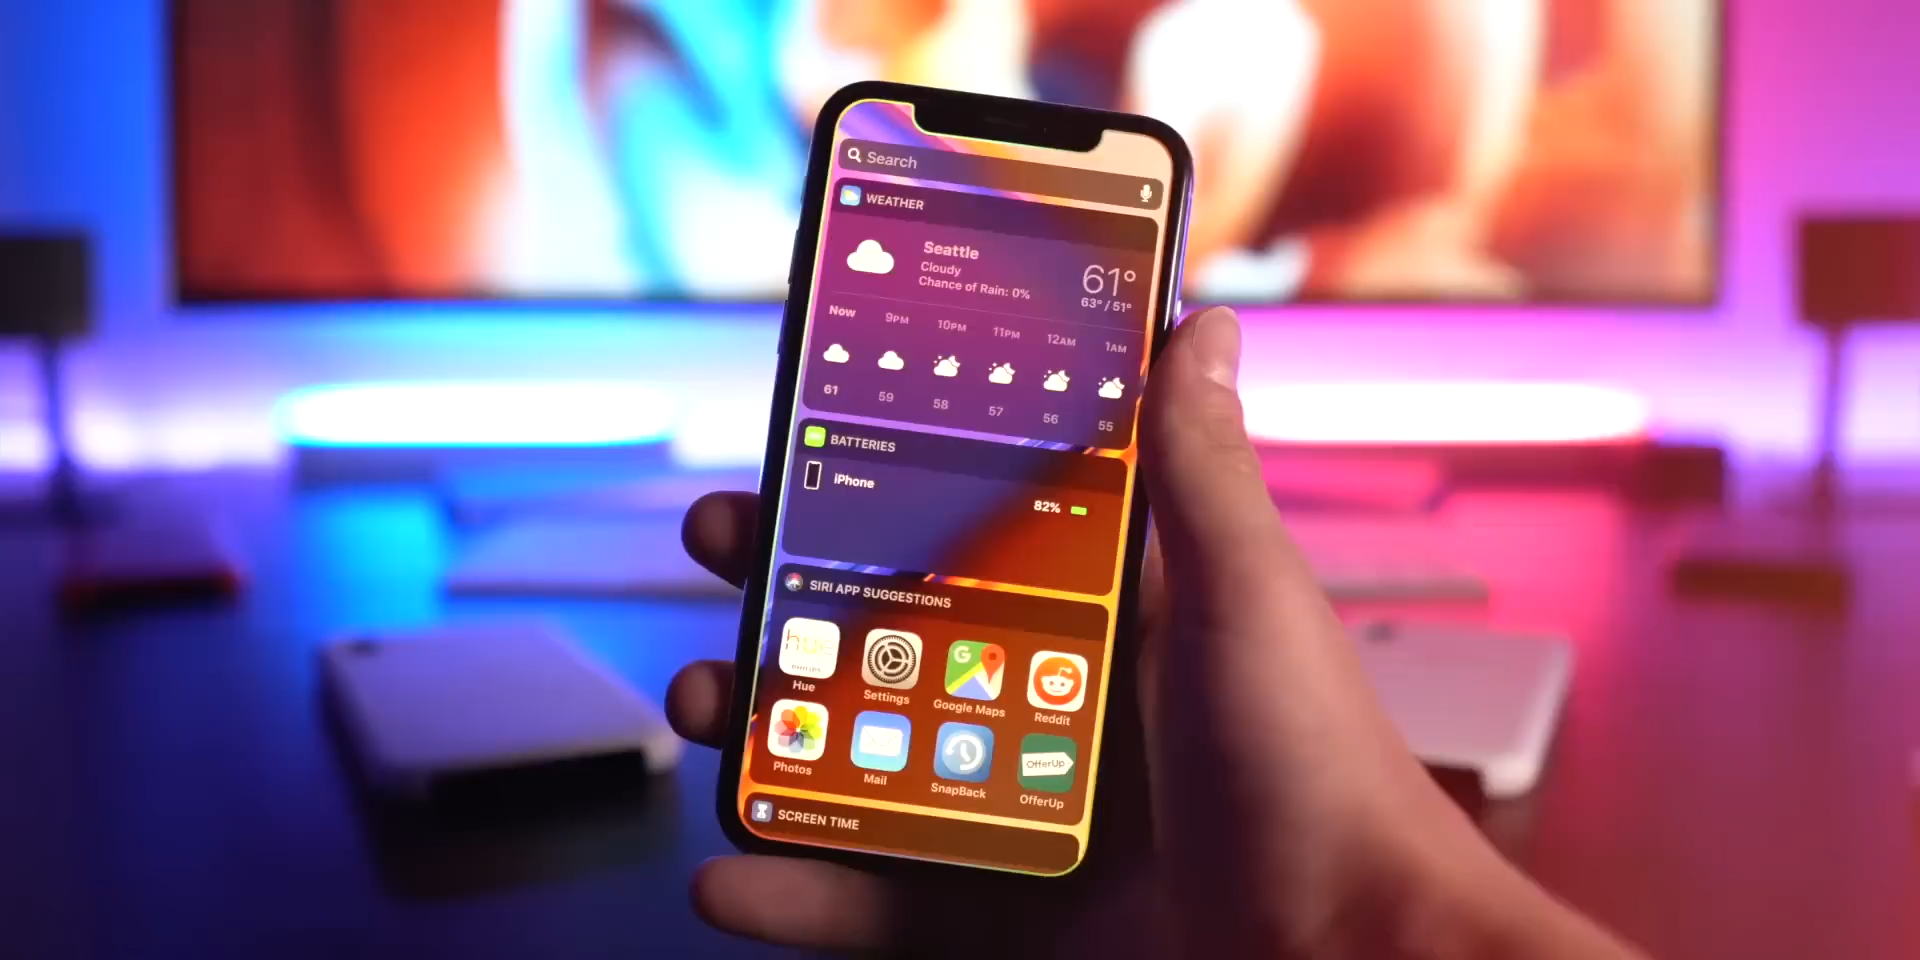 Search
WEATHER
Seattle
Cloudy
Chance of Rain: 0%
61°
63° / 51°
Now 9PM 10PM 11PM 12AM 1AM
61 59 58 57 56 55
BATTERIES
iPhone
82%
SIRI APP SUGGESTIONS
hue
G
Hue Settings Google Maps Reddit
OfferUp
Photos Mail SnapBack OfferUp
SCREEN TIME